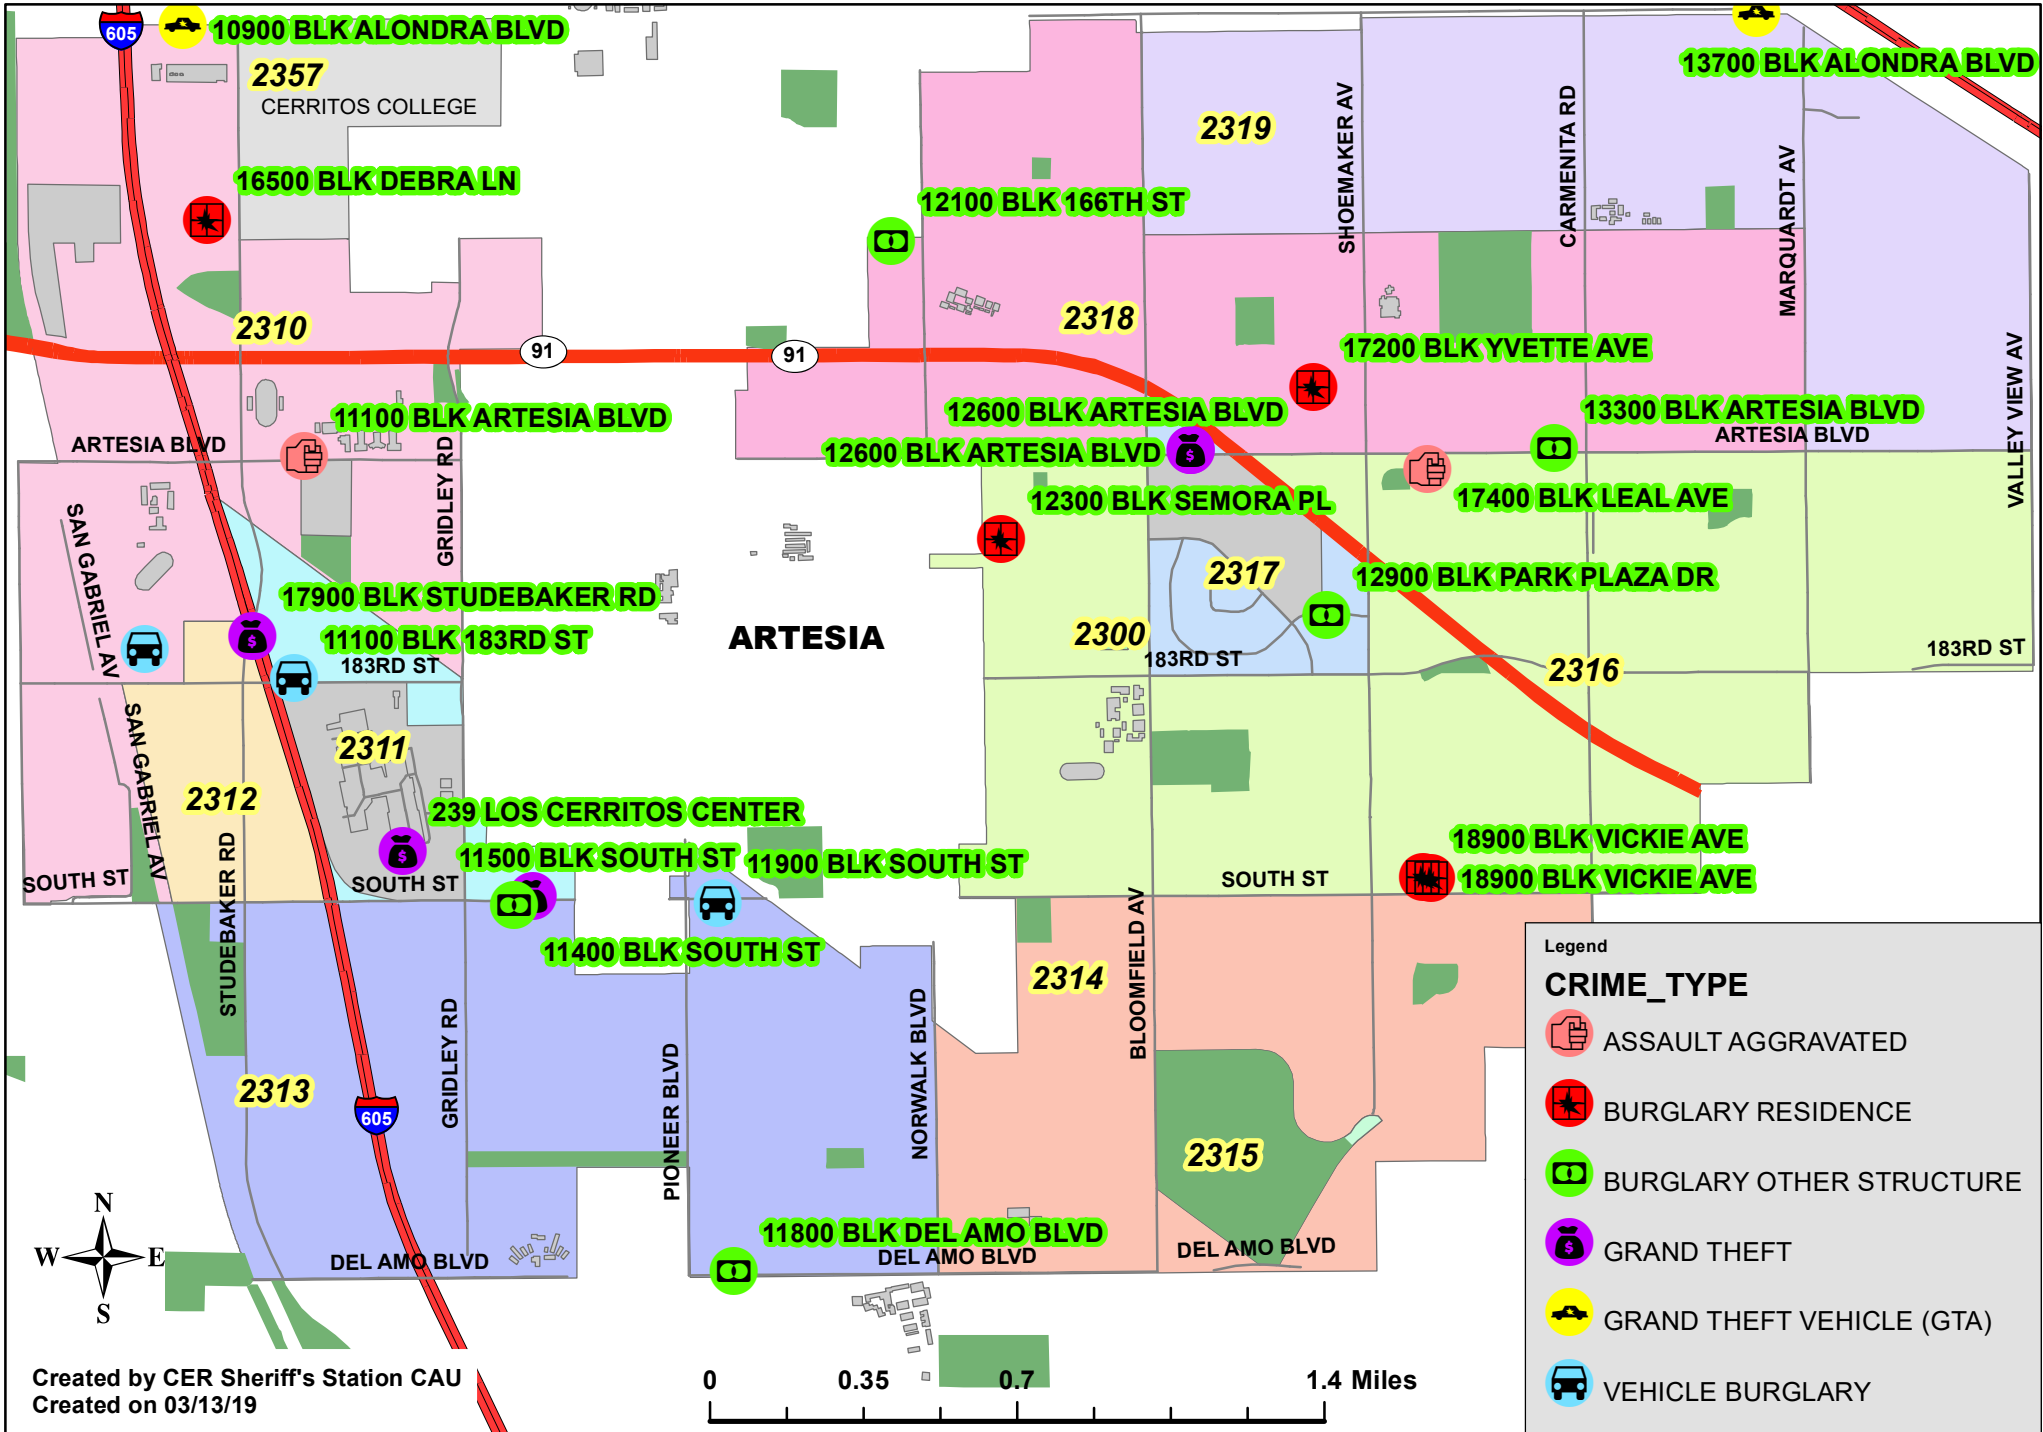 605
10900 BLK ALONDRA BLVD
13700 BLK ALONDRA BLVD
2357
CERRITOS COLLEGE
2319
SHOEMAKER AV
CARMENITA RD
MARQUARDT AV
16500 BLK DEBRA LN
12100 BLK 166TH ST
2310
2318
91
91
17200 BLK YVETTE AVE
VALLEY VIEW AV
11100 BLK ARTESIA BLVD
12600 BLK ARTESIA BLVD
13300 BLK ARTESIA BLVD
ARTESIA BLVD
ARTESIA BLVD
12600 BLK ARTESIA BLVD
GRIDLEY RD
12300 BLK SEMORA PL
17400 BLK LEAL AVE
SAN GABRIEL AV
2317
12900 BLK PARK PLAZA DR
17900 BLK STUDEBAKER RD
11100 BLK 183RD ST
183RD ST
ARTESIA
2300
183RD ST
2316
183RD ST
SAN GABRIEL AV
2311
2312
239 LOS CERRITOS CENTER
STUDEBAKER RD
11500 BLK SOUTH ST
11900 BLK SOUTH ST
18900 BLK VICKIE AVE
18900 BLK VICKIE AVE
SOUTH ST
SOUTH ST
SOUTH ST
11400 BLK SOUTH ST
2314
BLOOMFIELD AV
2313
605
GRIDLEY RD
PIONEER BLVD
NORWALK BLVD
2315
11800 BLK DEL AMO BLVD
DEL AMO BLVD
DEL AMO BLVD
DEL AMO BLVD
N
W
E
S
Legend
CRIME_TYPE
ASSAULT AGGRAVATED
BURGLARY RESIDENCE
BURGLARY OTHER STRUCTURE
GRAND THEFT
GRAND THEFT VEHICLE (GTA)
VEHICLE BURGLARY
Created by CER Sheriff's Station CAU
Created on 03/13/19
0 0.35 0.7 1.4 Miles